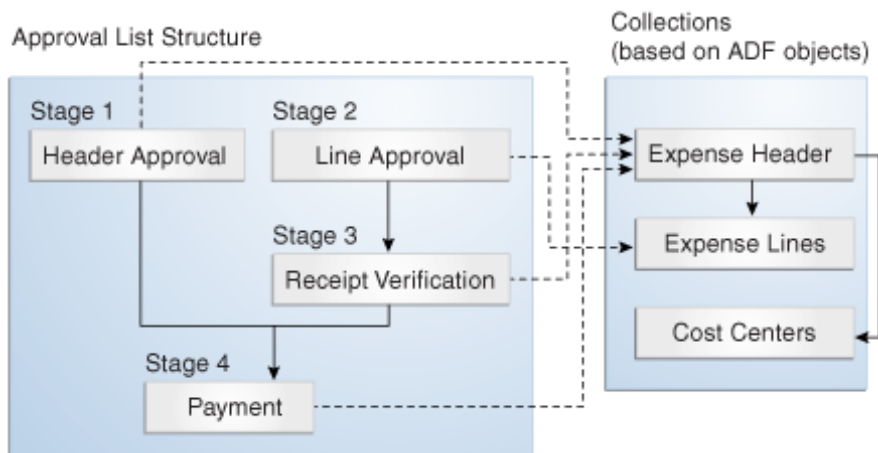 Approval List Structure
Collections
(based on ADF objects)
Stage 1
Header Approval
Stage 2
Line Approval
Stage 3
Receipt Verification
Stage 4
Payment
Expense Header
Expense Lines
Cost Centers